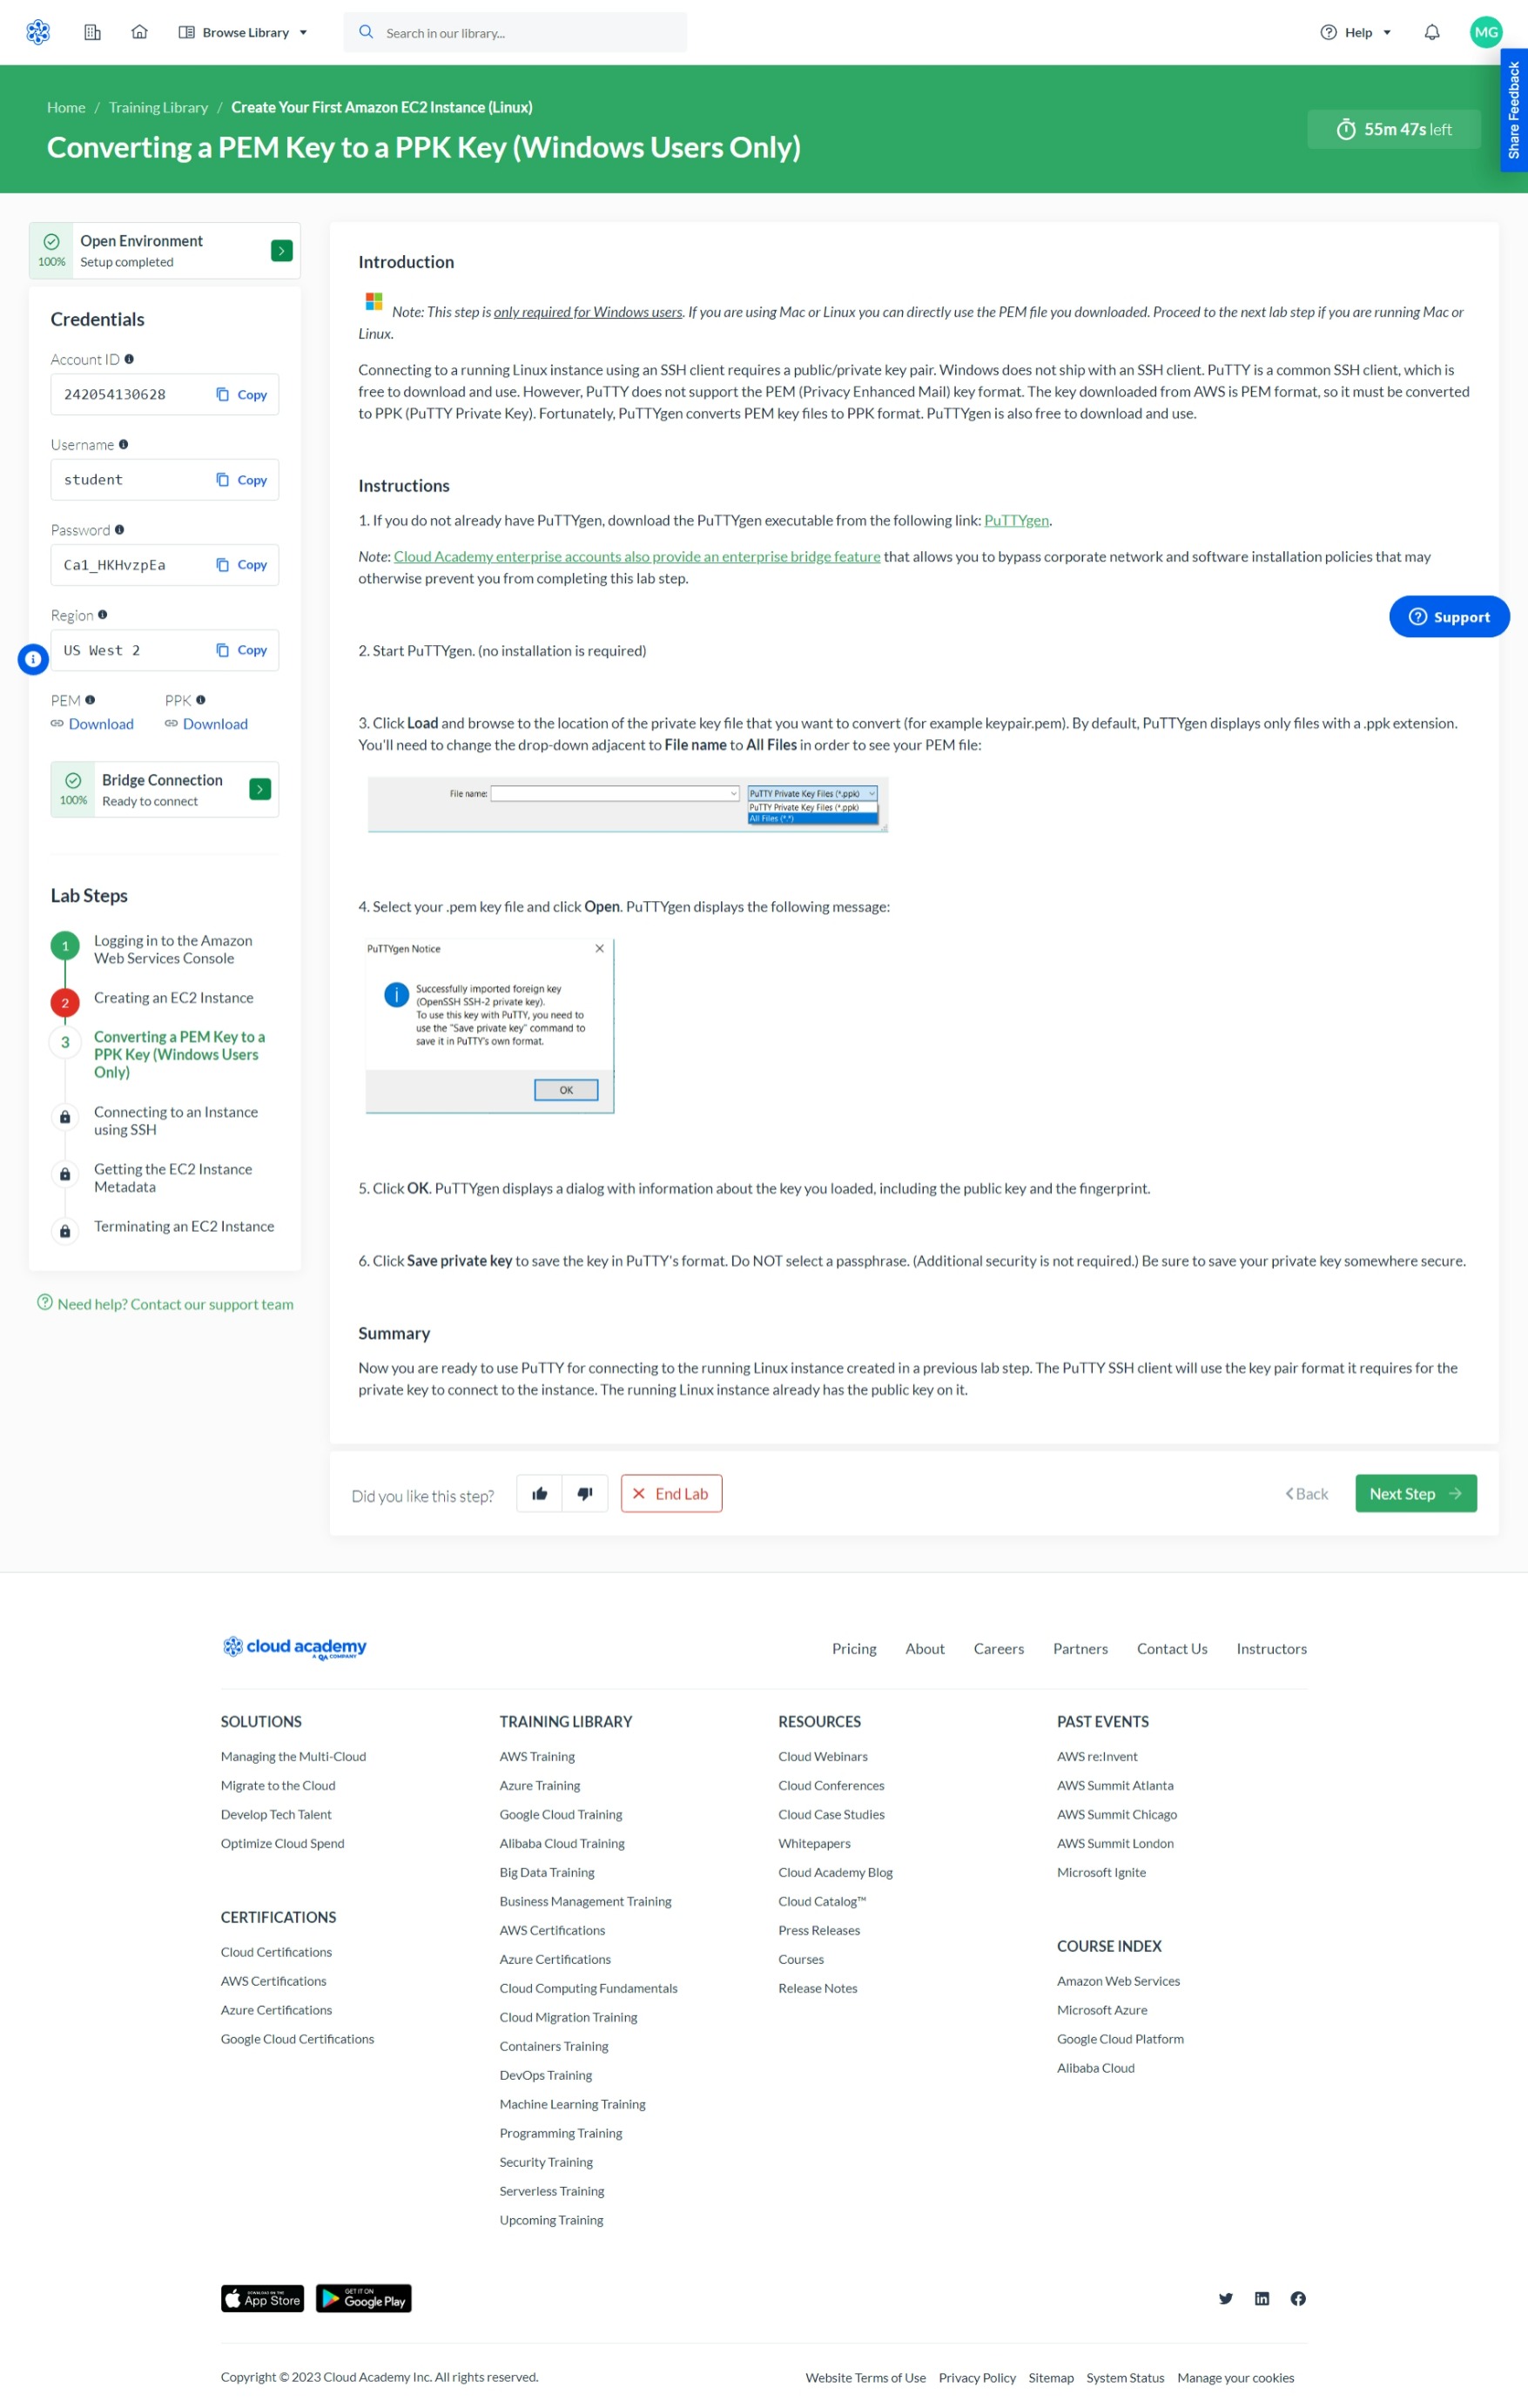 Browse Library
Search in our library...
Help
MG
Share Feedback
Home / Training Library / Create Your First Amazon EC2 Instance (Linux)
Converting a PEM Key to a PPK Key (Windows Users Only)
55m 47s left
Open Environment
100%
Setup completed
Credentials
Account ID
242054130628
Copy
Username
student
Copy
Password
Ca1_HKHvzpEa
Copy
Region
US West 2
Copy
PEM
PPK
Download
Download
Bridge Connection
100%
Ready to connect
Lab Steps
1
Logging in to the Amazon
Web Services Console
2
Creating an EC2 Instance
3
Converting a PEM Key to a
PPK Key (Windows Users
Only)
Connecting to an Instance
using SSH
Getting the EC2 Instance
Metadata
Terminating an EC2 Instance
Need help? Contact our support team
Introduction
Note: This step is only required for Windows users. If you are using Mac or Linux you can directly use the PEM file you downloaded. Proceed to the next lab step if you are running Mac or
Linux.
Connecting to a running Linux instance using an SSH client requires a public/private key pair. Windows does not ship with an SSH client. PuTTY is a common SSH client, which is
free to download and use. However, PuTTY does not support the PEM (Privacy Enhanced Mail) key format. The key downloaded from AWS is PEM format, so it must be converted
to PPK (PuTTY Private Key). Fortunately, PuTTYgen converts PEM key files to PPK format. PuTTYgen is also free to download and use.
Instructions
1. If you do not already have PuTTYgen, download the PuTTYgen executable from the following link: PuTTYgen.
Note: Cloud Academy enterprise accounts also provide an enterprise bridge feature that allows you to bypass corporate network and software installation policies that may
otherwise prevent you from completing this lab step.
Support
2. Start PuTTYgen. (no installation is required)
3. Click Load and browse to the location of the private key file that you want to convert (for example keypair.pem). By default, PuTTYgen displays only files with a .ppk extension.
You'll need to change the drop-down adjacent to File name to All Files in order to see your PEM file:
File name:
PuTTY Private Key Files (*.ppk)
PuTTY Private Key Files (*.ppk)
All Files (*.*)
4. Select your .pem key file and click Open. PuTTYgen displays the following message:
PuTTYgen Notice
Successfully imported foreign key
(OpenSSH SSH-2 private key).
To use this key with PuTTY, you need to
use the "Save private key" command to
save it in PuTTY's own format.
OK
5. Click OK. PuTTYgen displays a dialog with information about the key you loaded, including the public key and the fingerprint.
6. Click Save private key to save the key in PuTTY's format. Do NOT select a passphrase. (Additional security is not required.) Be sure to save your private key somewhere secure.
Summary
Now you are ready to use PuTTY for connecting to the running Linux instance created in a previous lab step. The PuTTY SSH client will use the key pair format it requires for the
private key to connect to the instance. The running Linux instance already has the public key on it.
Did you like this step?
End Lab
Back
Next Step
cloud academy
A QA COMPANY
Pricing
About
Careers
Partners
Contact Us
Instructors
SOLUTIONS
Managing the Multi-Cloud
Migrate to the Cloud
Develop Tech Talent
Optimize Cloud Spend
CERTIFICATIONS
Cloud Certifications
AWS Certifications
Azure Certifications
Google Cloud Certifications
TRAINING LIBRARY
AWS Training
Azure Training
Google Cloud Training
Alibaba Cloud Training
Big Data Training
Business Management Training
AWS Certifications
Azure Certifications
Cloud Computing Fundamentals
Cloud Migration Training
Containers Training
DevOps Training
Machine Learning Training
Programming Training
Security Training
Serverless Training
Upcoming Training
RESOURCES
Cloud Webinars
Cloud Conferences
Cloud Case Studies
Whitepapers
Cloud Academy Blog
Cloud Catalog™
Press Releases
Courses
Release Notes
PAST EVENTS
AWS re:Invent
AWS Summit Atlanta
AWS Summit Chicago
AWS Summit London
Microsoft Ignite
COURSE INDEX
Amazon Web Services
Microsoft Azure
Google Cloud Platform
Alibaba Cloud
DOWNLOAD ON THE
App Store
GET IT ON
Google Play
Copyright © 2023 Cloud Academy Inc. All rights reserved.
Website Terms of Use
Privacy Policy
Sitemap
System Status
Manage your cookies